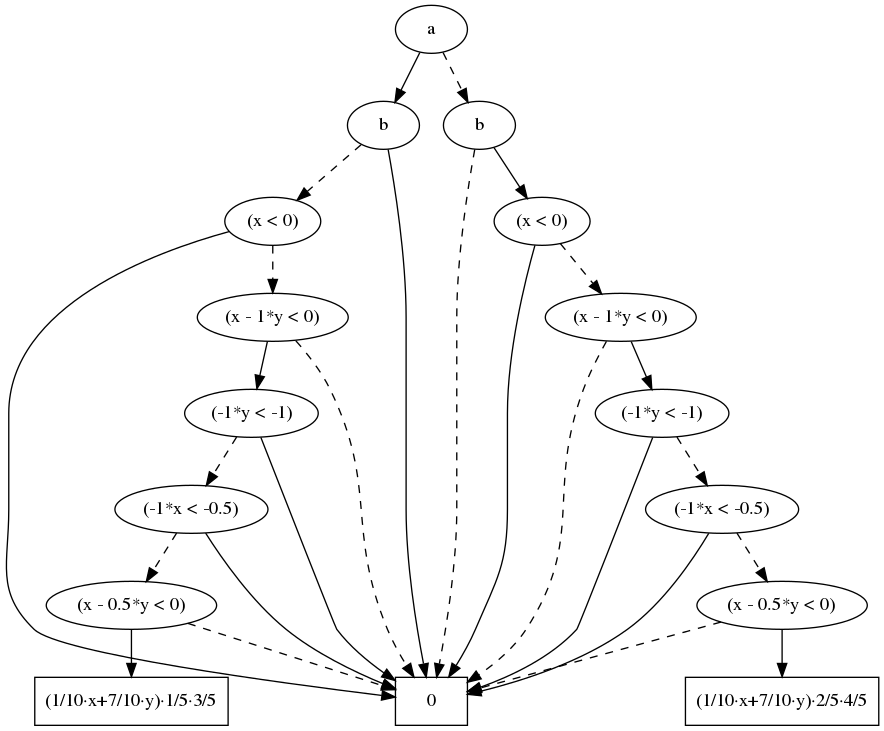 a
b
b
(x < 0)
(x < 0)
(x - 1*y < 0)
(x - 1*y < 0)
(-1*y < -1)
(-1*y < -1)
(-1*x < -0.5)
(-1*x < -0.5)
(x - 0.5*y < 0)
(x - 0.5*y < 0)
(1/10·x+7/10·y)·1/5·3/5
0
(1/10·x+7/10·y)·2/5·4/5